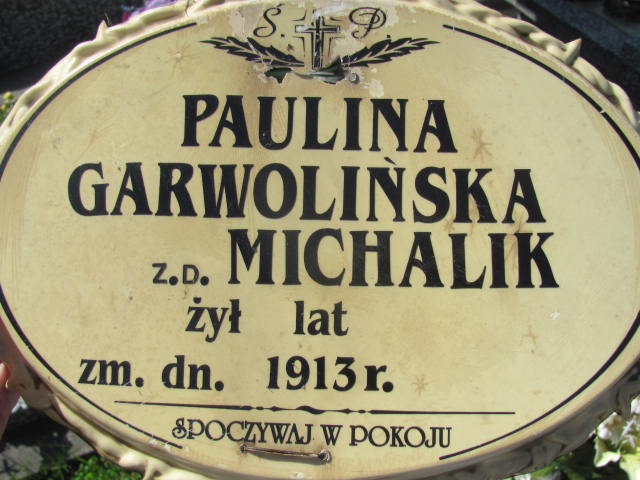 Ś. P.
PAULINA
GARWOLIŃSKA
z.d. MICHALIK
żył lat
zm. dn. 1913 r.
SPOCZYWAJ W POKOJU